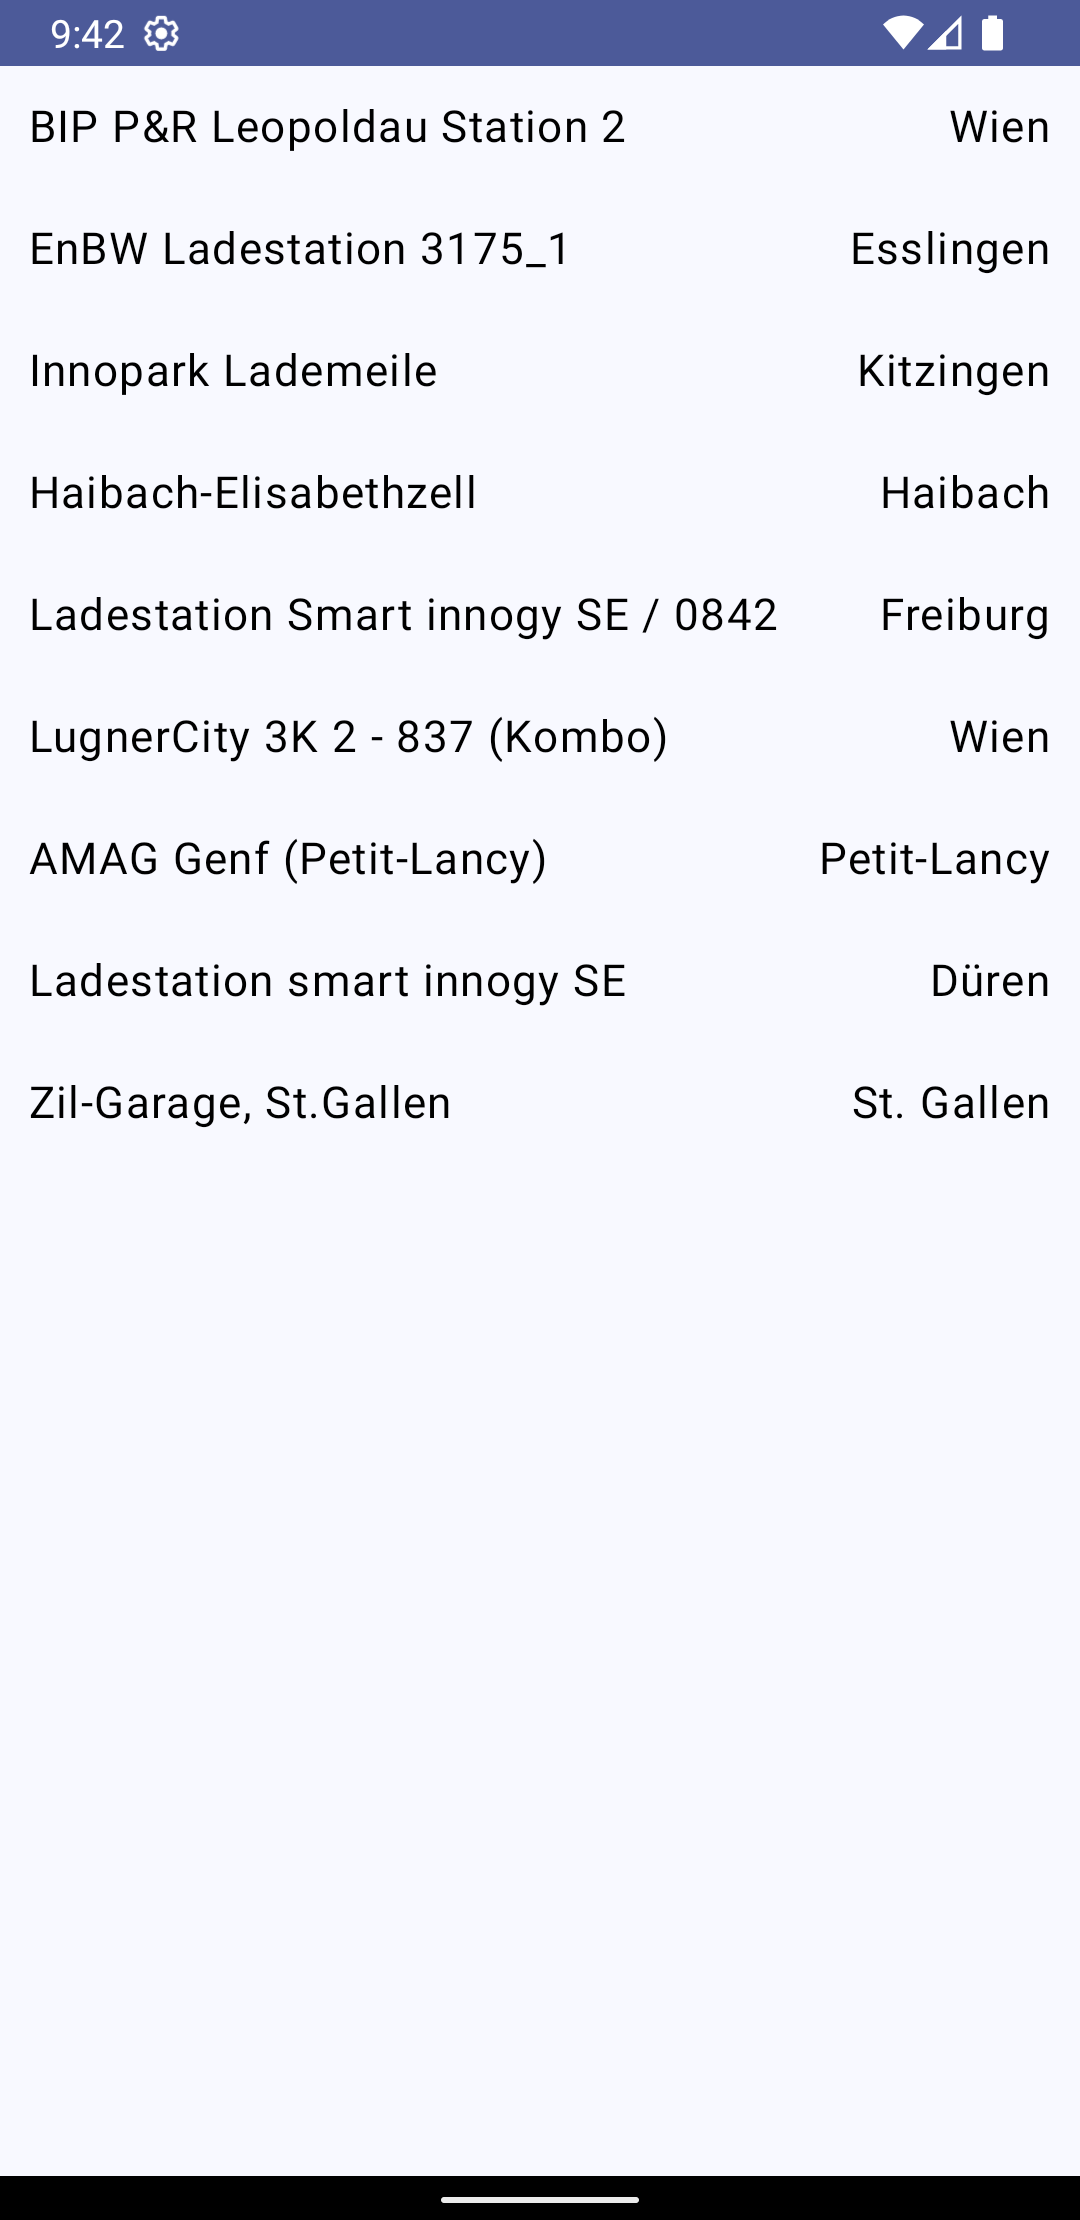 9:42
BIP P&R Leopoldau Station 2 Wien
EnBW Ladestation 3175_1 Esslingen
Innopark Lademeile Kitzingen
Haibach-Elisabethzell Haibach
Ladestation Smart innogy SE / 0842 Freiburg
LugnerCity 3K 2 - 837 (Kombo) Wien
AMAG Genf (Petit-Lancy) Petit-Lancy
Ladestation smart innogy SE Düren
Zil-Garage, St.Gallen St. Gallen